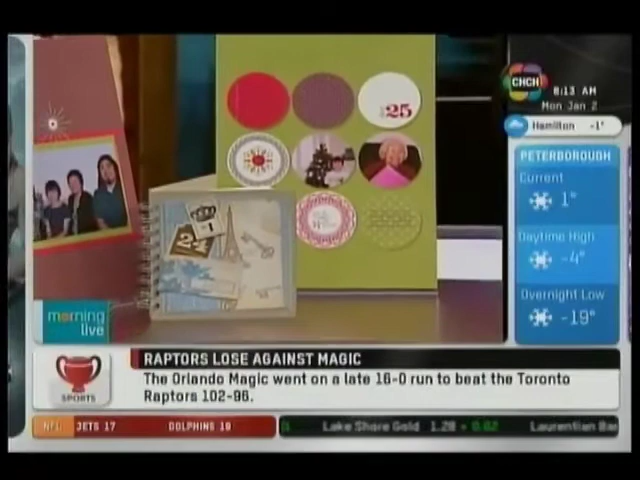 CHCH
8:13 AM
Mon Jan 2
Hamilton -1°
PETERBOROUGH
Current
1°
Daytime High
-4°
Overnight Low
-19°
25
24
1
morning
live
SPORTS
RAPTORS LOSE AGAINST MAGIC
The Orlando Magic went on a late 16-0 run to beat the Toronto
Raptors 102-96.
NFL JETS 17 DOLPHINS 19
Lake Shore Gold 1.28 + 0.02 Laurentian Ban